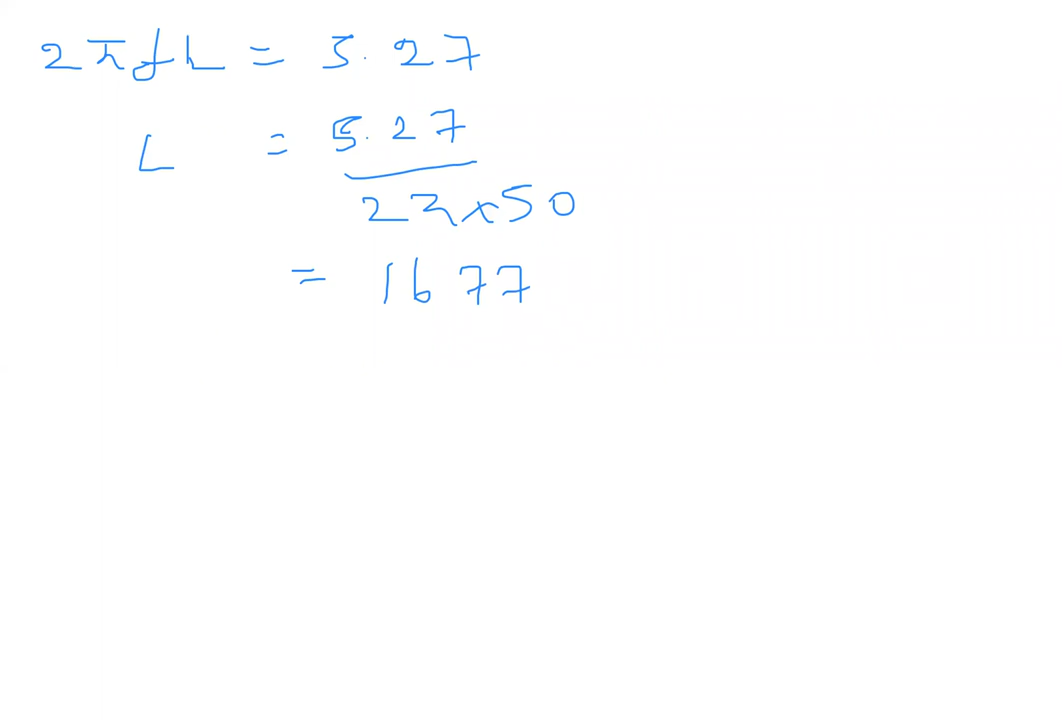 2πfL = 5.27
L = 5.27
2π×50
= 1677